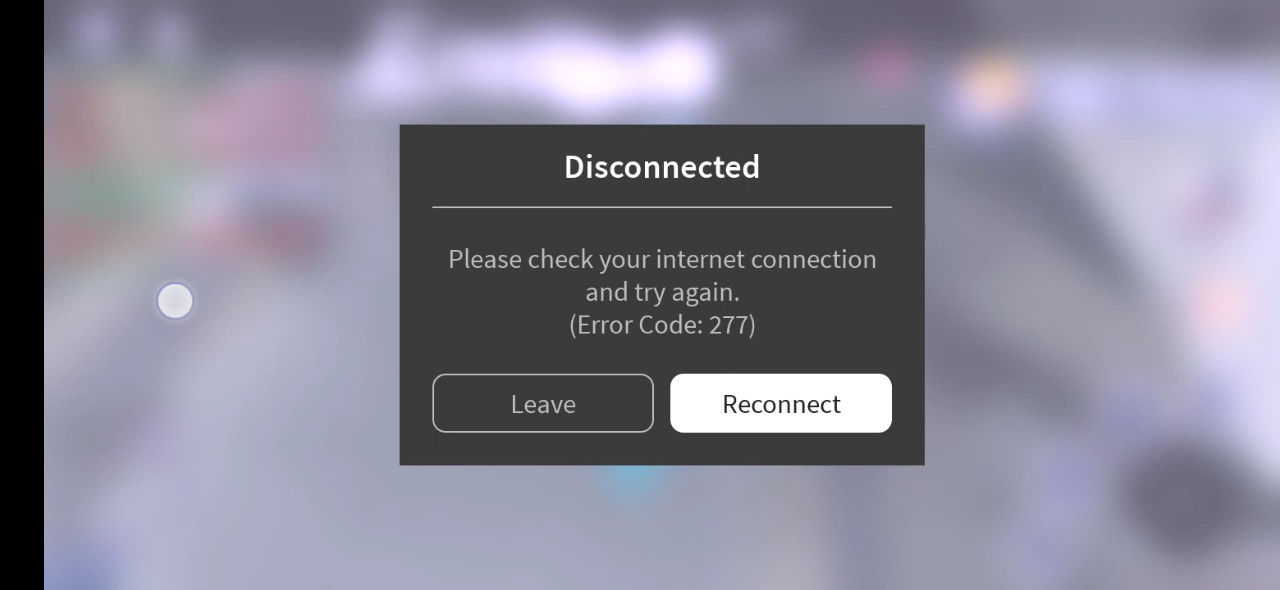 Disconnected
Please check your internet connection
and try again.
(Error Code: 277)
Leave
Reconnect